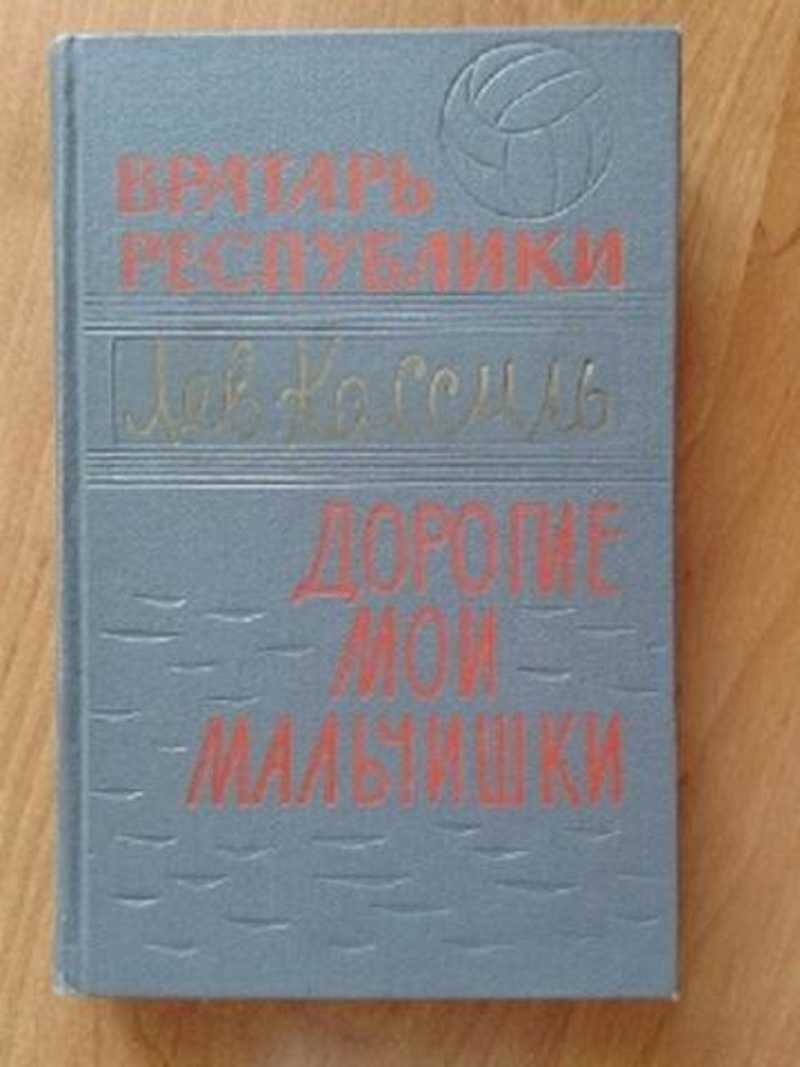 ВРАТАРЬ
РЕСПУБЛИКИ
Лев Кассиль
ДОРОГИЕ
МОИ
МАЛЬЧИШКИ